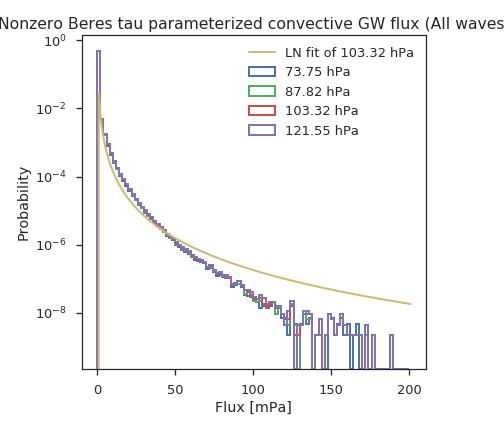 Nonzero Beres tau parameterized convective GW flux (All waves
10⁰
10⁻²
10⁻⁴
10⁻⁶
10⁻⁸
Probability
LN fit of 103.32 hPa
73.75 hPa
87.82 hPa
103.32 hPa
121.55 hPa
0
50
100
150
200
Flux [mPa]